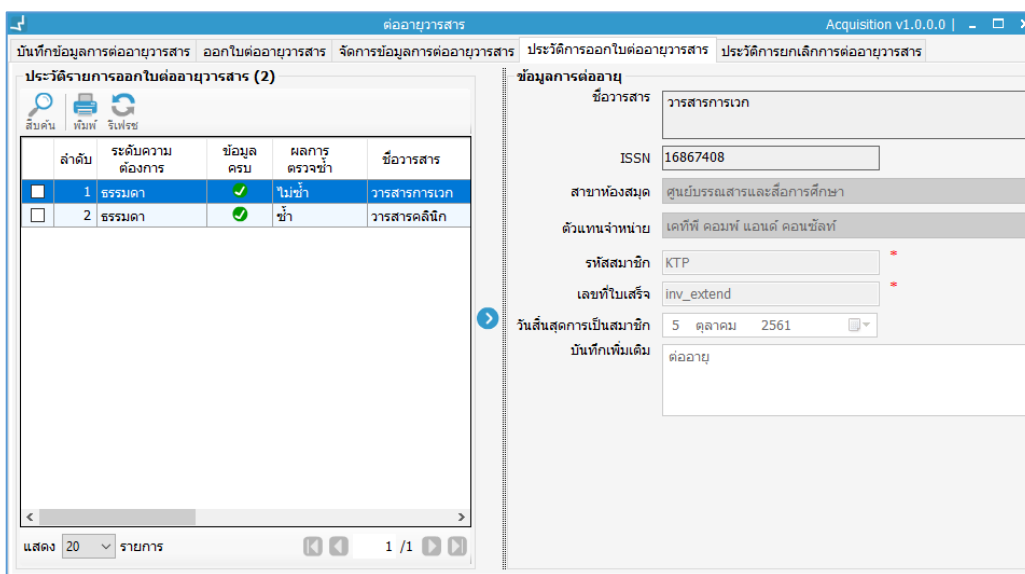 ต่ออายุวารสาร
Acquisition v1.0.0.0 |
บันทึกข้อมูลการต่ออายุวารสาร ออกใบต่ออายุวารสาร จัดการข้อมูลการต่ออายุวารสาร ประวัติการออกใบต่ออายุวารสาร ประวัติการยกเลิกการต่ออายุวารสาร
ประวัติรายการออกใบต่ออายุวารสาร (2)
สืบค้น พิมพ์ รีเฟรช
ลำดับ ระดับความต้องการ ข้อมูลครบ ผลการตรวจซ้ำ ชื่อวารสาร
1 ธรรมดา ไม่ซ้ำ วารสารการเวก
2 ธรรมดา ซ้ำ วารสารคลินิก
แสดง 20 รายการ 1 /1
ข้อมูลการต่ออายุ
ชื่อวารสาร วารสารการเวก
ISSN 16867408
สาขาห้องสมุด ศูนย์บรรณสารและสื่อการศึกษา
ตัวแทนจำหน่าย เคทีพี คอมพ์ แอนด์ คอนซัลท์
รหัสสมาชิก KTP *
เลขที่ใบเสร็จ inv_extend *
วันสิ้นสุดการเป็นสมาชิก 5 ตุลาคม 2561
บันทึกเพิ่มเติม ต่ออายุ